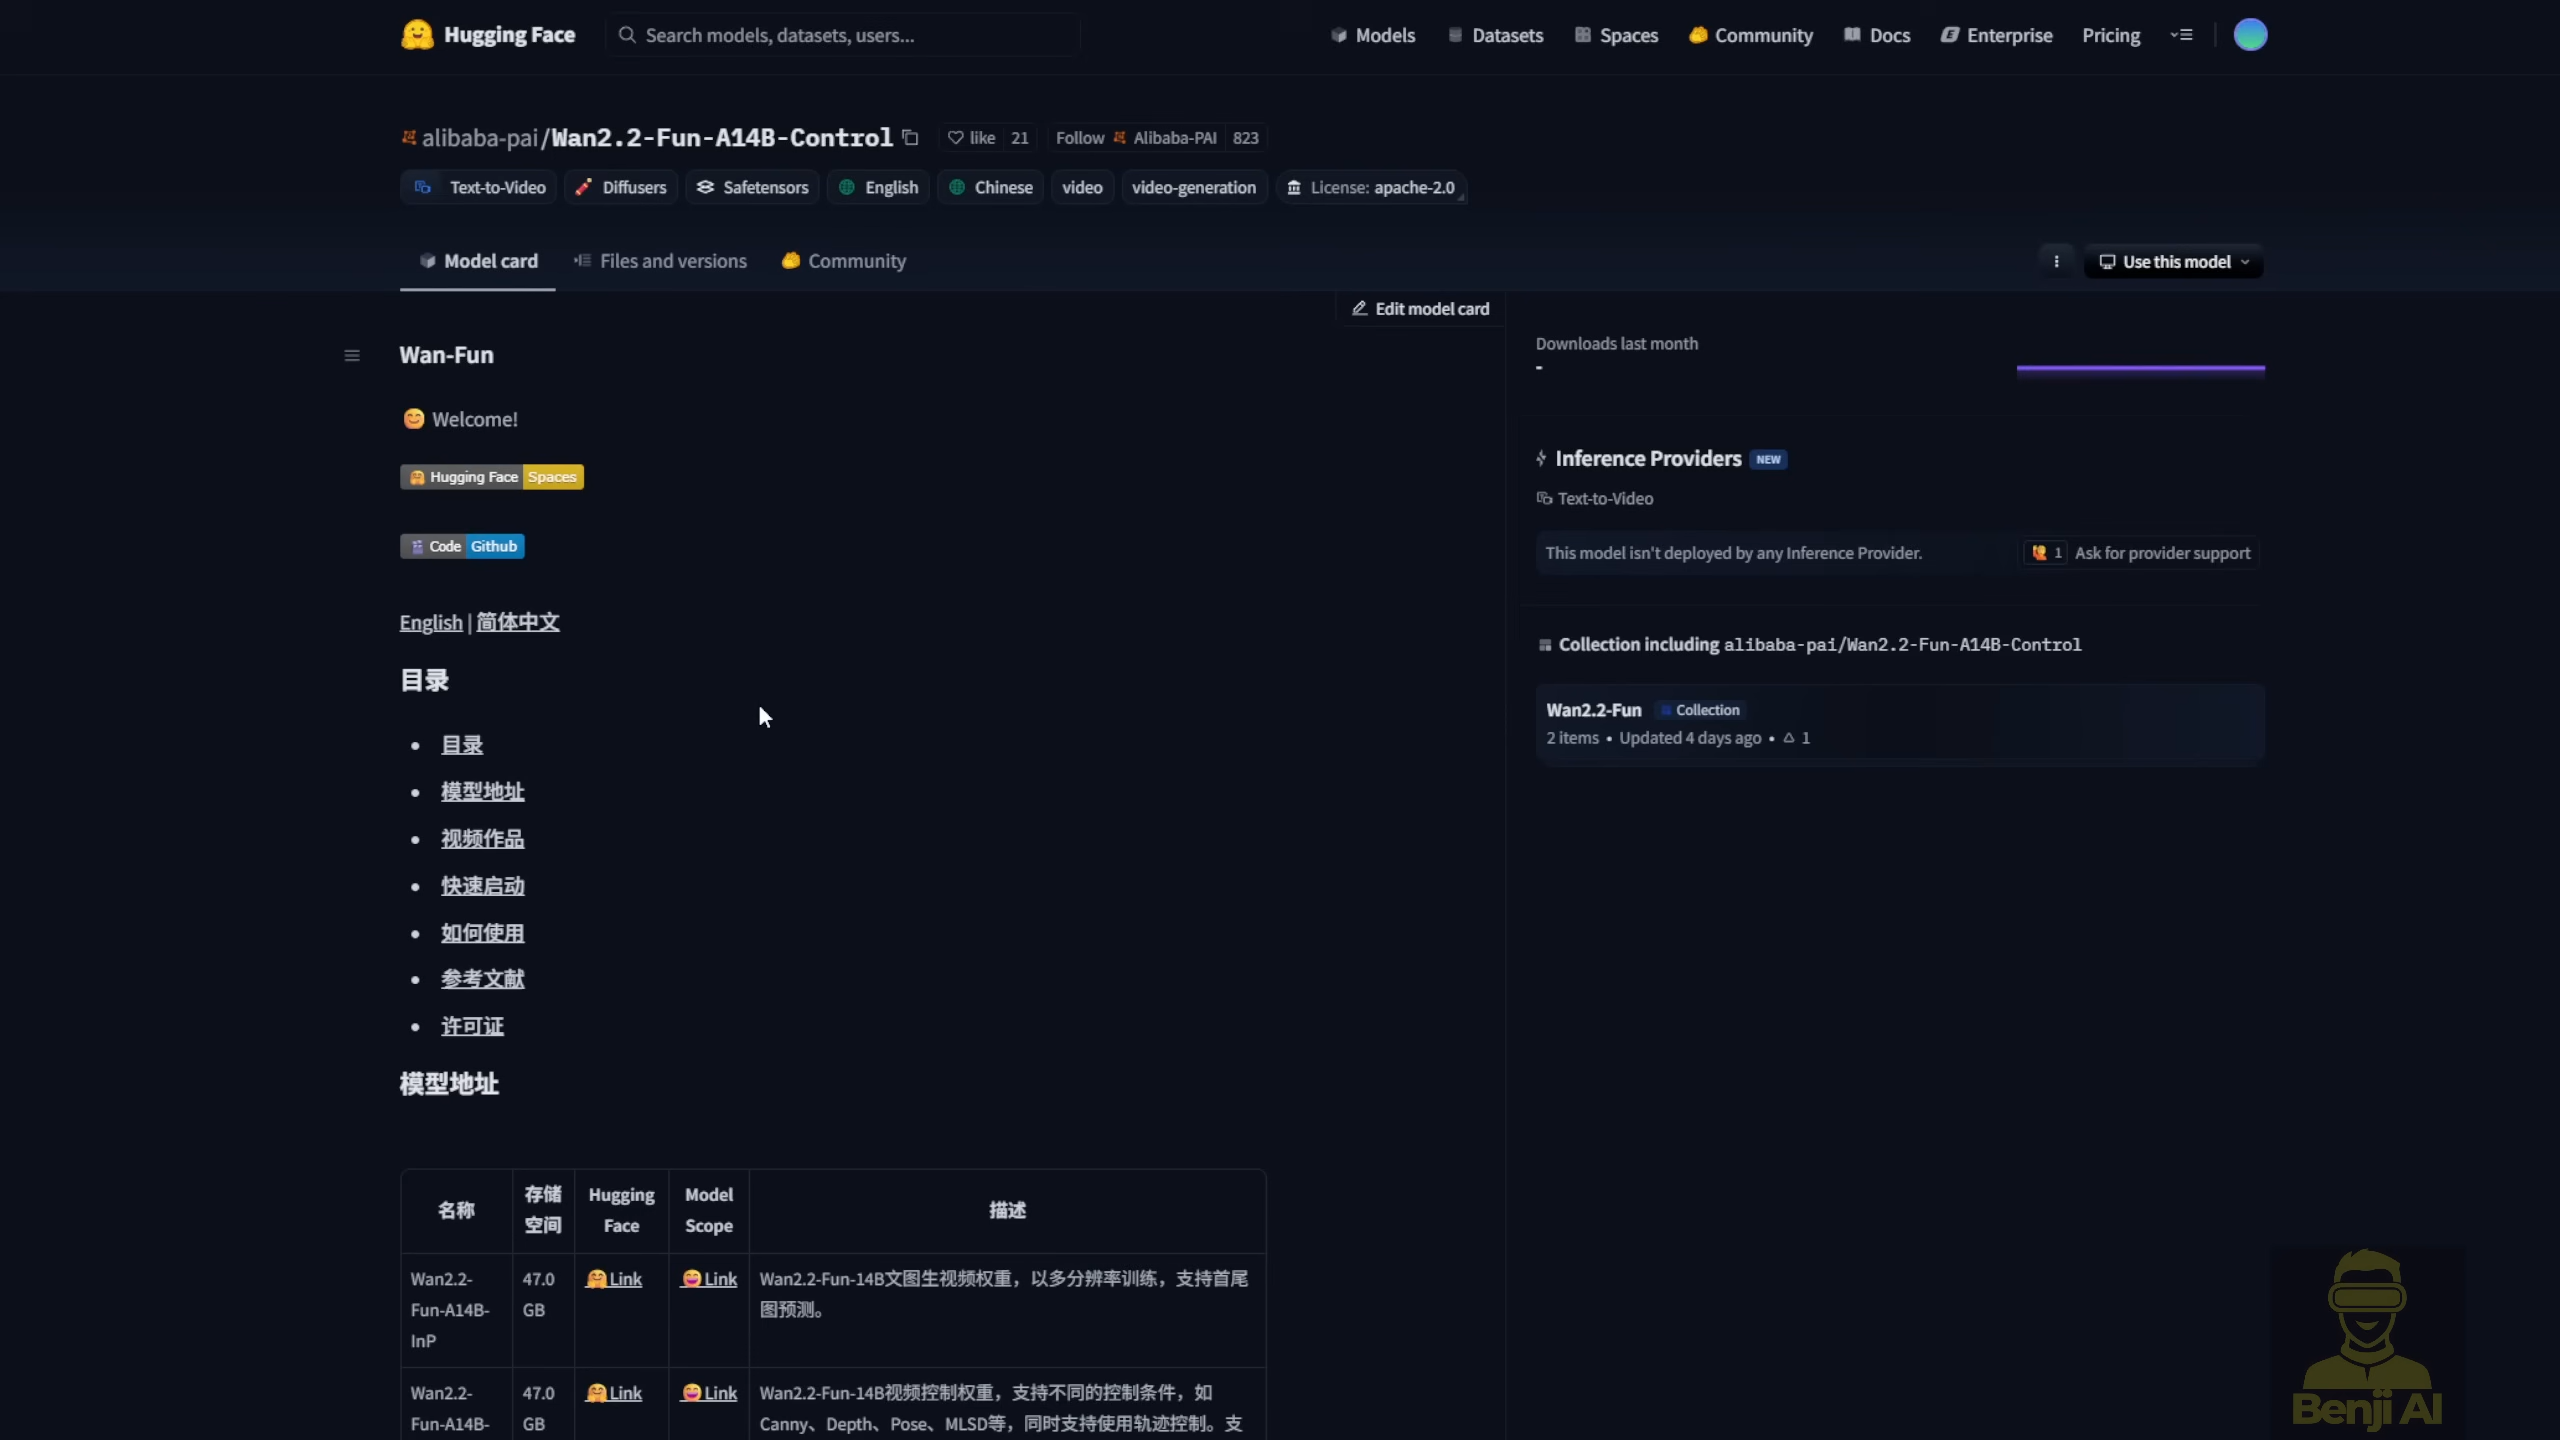 Hugging Face
Search models, datasets, users...
Models
Datasets
Spaces
Community
Docs
Enterprise
Pricing
alibaba-pai/Wan2.2-Fun-A14B-Control
like 21
Follow Alibaba-PAI 823
Text-to-Video
Diffusers
Safetensors
English
Chinese
video
video-generation
License: apache-2.0
Model card
Files and versions
Community
Use this model
Edit model card
Wan-Fun
😊 Welcome!
Hugging Face Spaces
Code Github
English | 简体中文
目录
目录
模型地址
视频作品
快速启动
如何使用
参考文献
许可证
模型地址
名称
存储
空间
Hugging
Face
Model
Scope
描述
Wan2.2-
Fun-A14B-
InP
47.0
GB
🤗Link
😄Link
Wan2.2-Fun-14B文图生视频权重，以多分辨率训练，支持首尾
图预测。
Wan2.2-
Fun-A14B-
47.0
GB
🤗Link
😄Link
Wan2.2-Fun-14B视频控制权重，支持不同的控制条件，如
Canny、Depth、Pose、MLSD等，同时支持使用轨迹控制。支
Downloads last month
-
Inference Providers NEW
Text-to-Video
This model isn't deployed by any Inference Provider.
1 Ask for provider support
Collection including alibaba-pai/Wan2.2-Fun-A14B-Control
Wan2.2-Fun Collection
2 items • Updated 4 days ago • 1
Benji AI